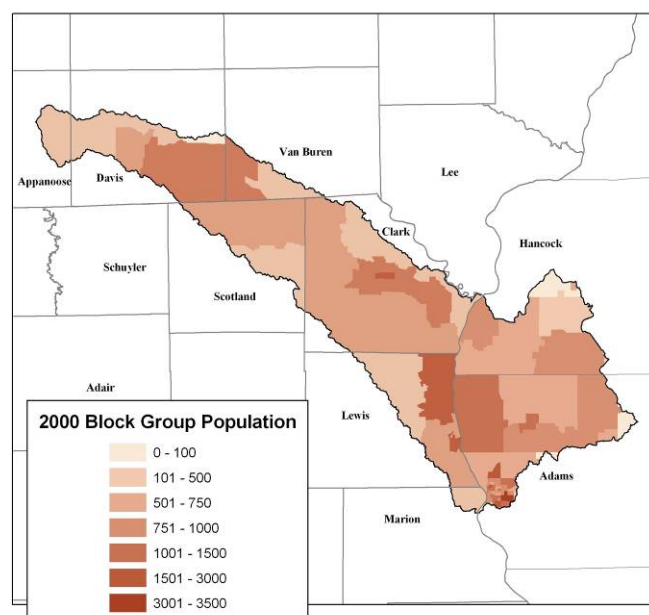 Van Buren
Lee
Appanoose
Davis
Clark
Hancock
Schuyler
Scotland
Adair
Lewis
Adams
Marion
2000 Block Group Population
0 - 100
101 - 500
501 - 750
751 - 1000
1001 - 1500
1501 - 3000
3001 - 3500